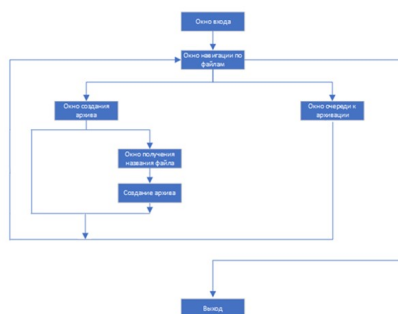 Окно входа
Окно навигации по
файлам
Окно создания
архива
Окно очереди к
архивации
Окно получения
названия файла
Создание архива
Выход